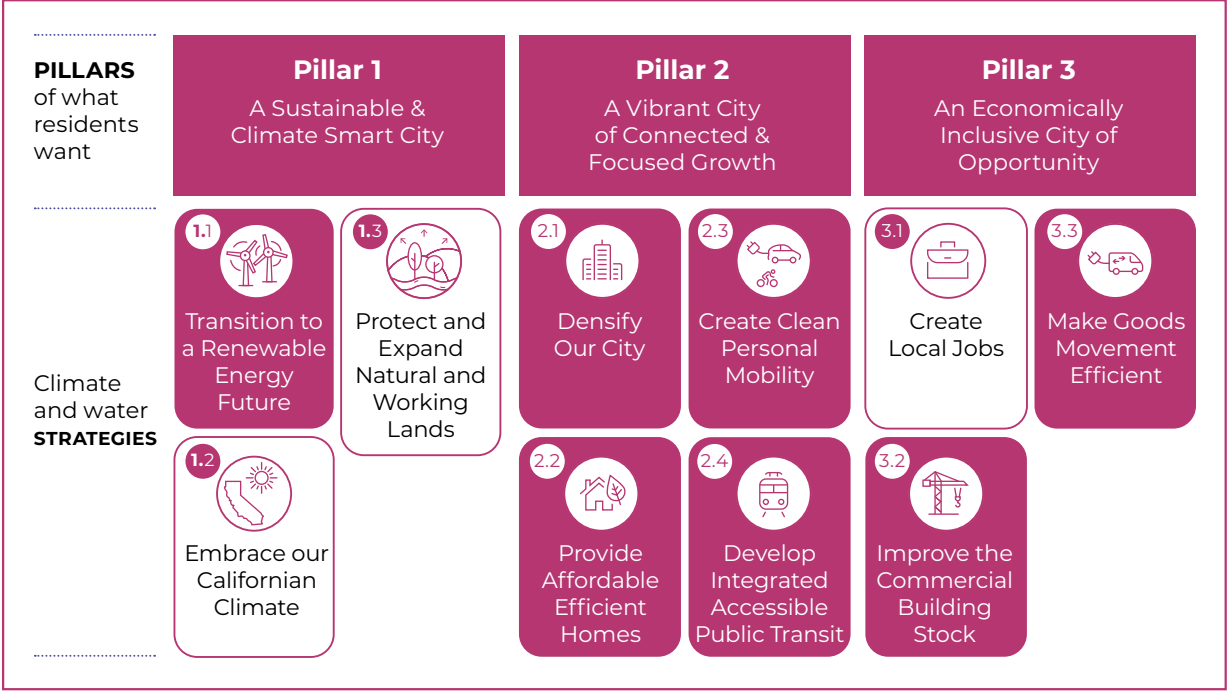 PILLARS
of what
residents
want
Pillar 1
A Sustainable &
Climate Smart City
Pillar 2
A Vibrant City
of Connected &
Focused Growth
Pillar 3
An Economically
Inclusive City of
Opportunity
Climate
and water
STRATEGIES
1.1
Transition to
a Renewable
Energy
Future
1.2
Embrace our
Californian
Climate
1.3
Protect and
Expand
Natural and
Working
Lands
2.1
Densify
Our City
2.2
Provide
Affordable
Efficient
Homes
2.3
Create Clean
Personal
Mobility
2.4
Develop
Integrated
Accessible
Public Transit
3.1
Create
Local Jobs
3.2
Improve the
Commercial
Building
Stock
3.3
Make Goods
Movement
Efficient